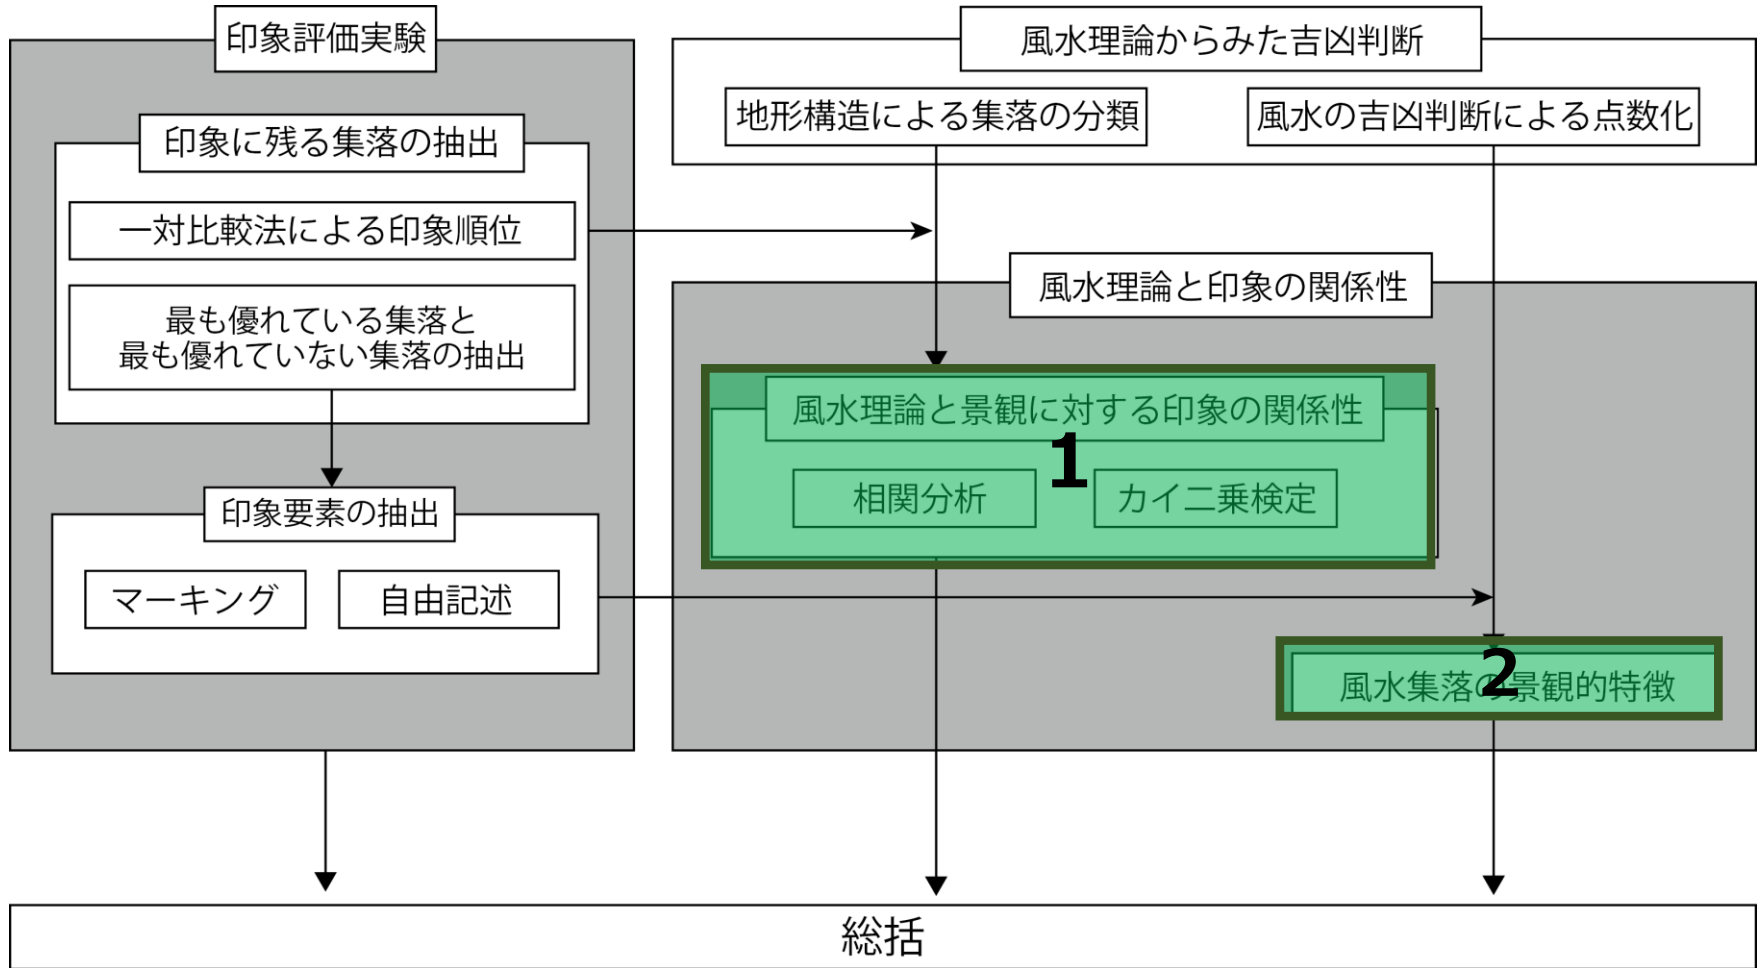 印象評価実験
印象に残る集落の抽出
一対比較法による印象順位
最も優れている集落と
最も優れていない集落の抽出
印象要素の抽出
マーキング
自由記述
風水理論からみた吉凶判断
地形構造による集落の分類
風水の吉凶判断による点数化
風水理論と印象の関係性
風水理論と景観に対する印象の関係性
1
相関分析
カイ二乗検定
2
風水集落の景観的特徴
総括